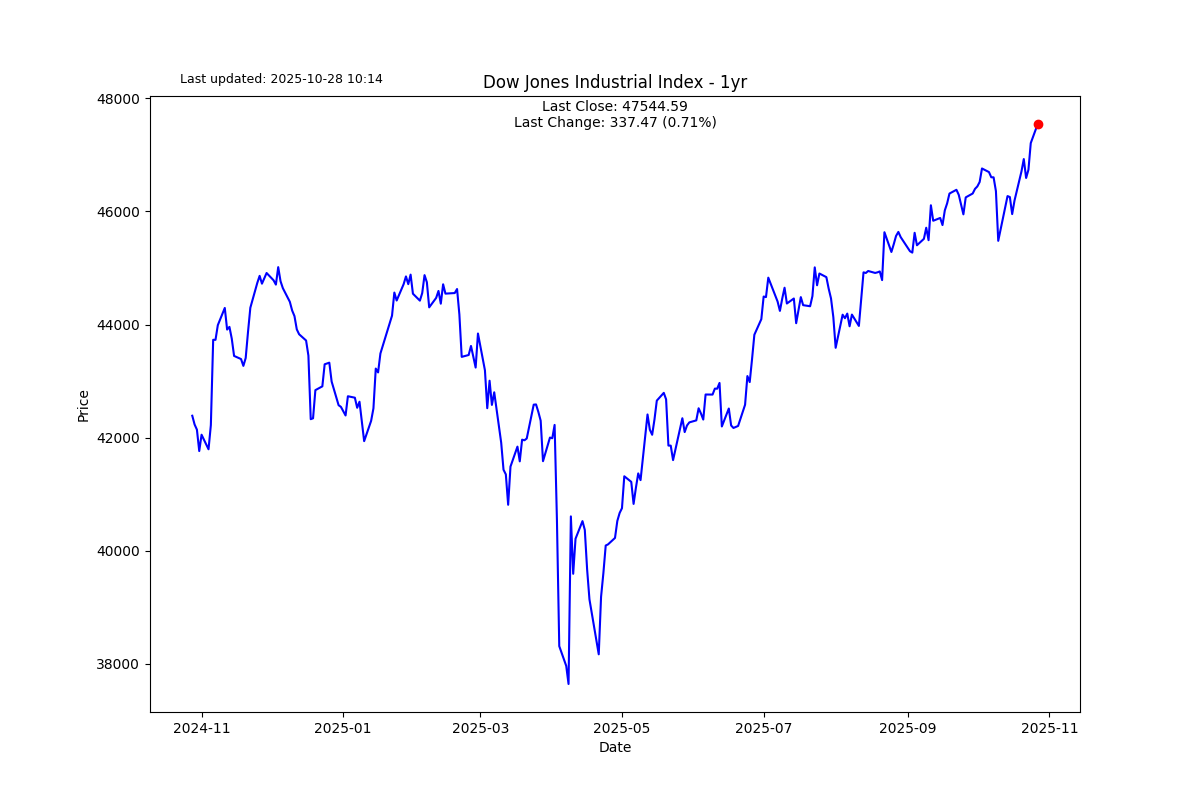 Last updated: 2025-10-28 10:14
Dow Jones Industrial Index - 1yr
Last Close: 47544.59
Last Change: 337.47 (0.71%)
48000
46000
44000
42000
40000
38000
Price
2024-11
2025-01
2025-03
2025-05
2025-07
2025-09
2025-11
Date